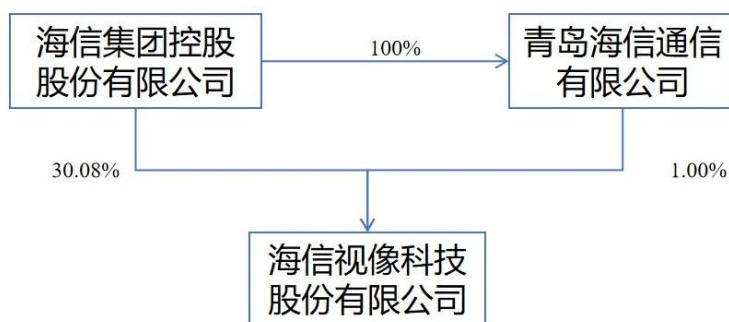 海信集团控股
股份有限公司
100%
青岛海信通信
有限公司
30.08%
1.00%
海信视像科技
股份有限公司